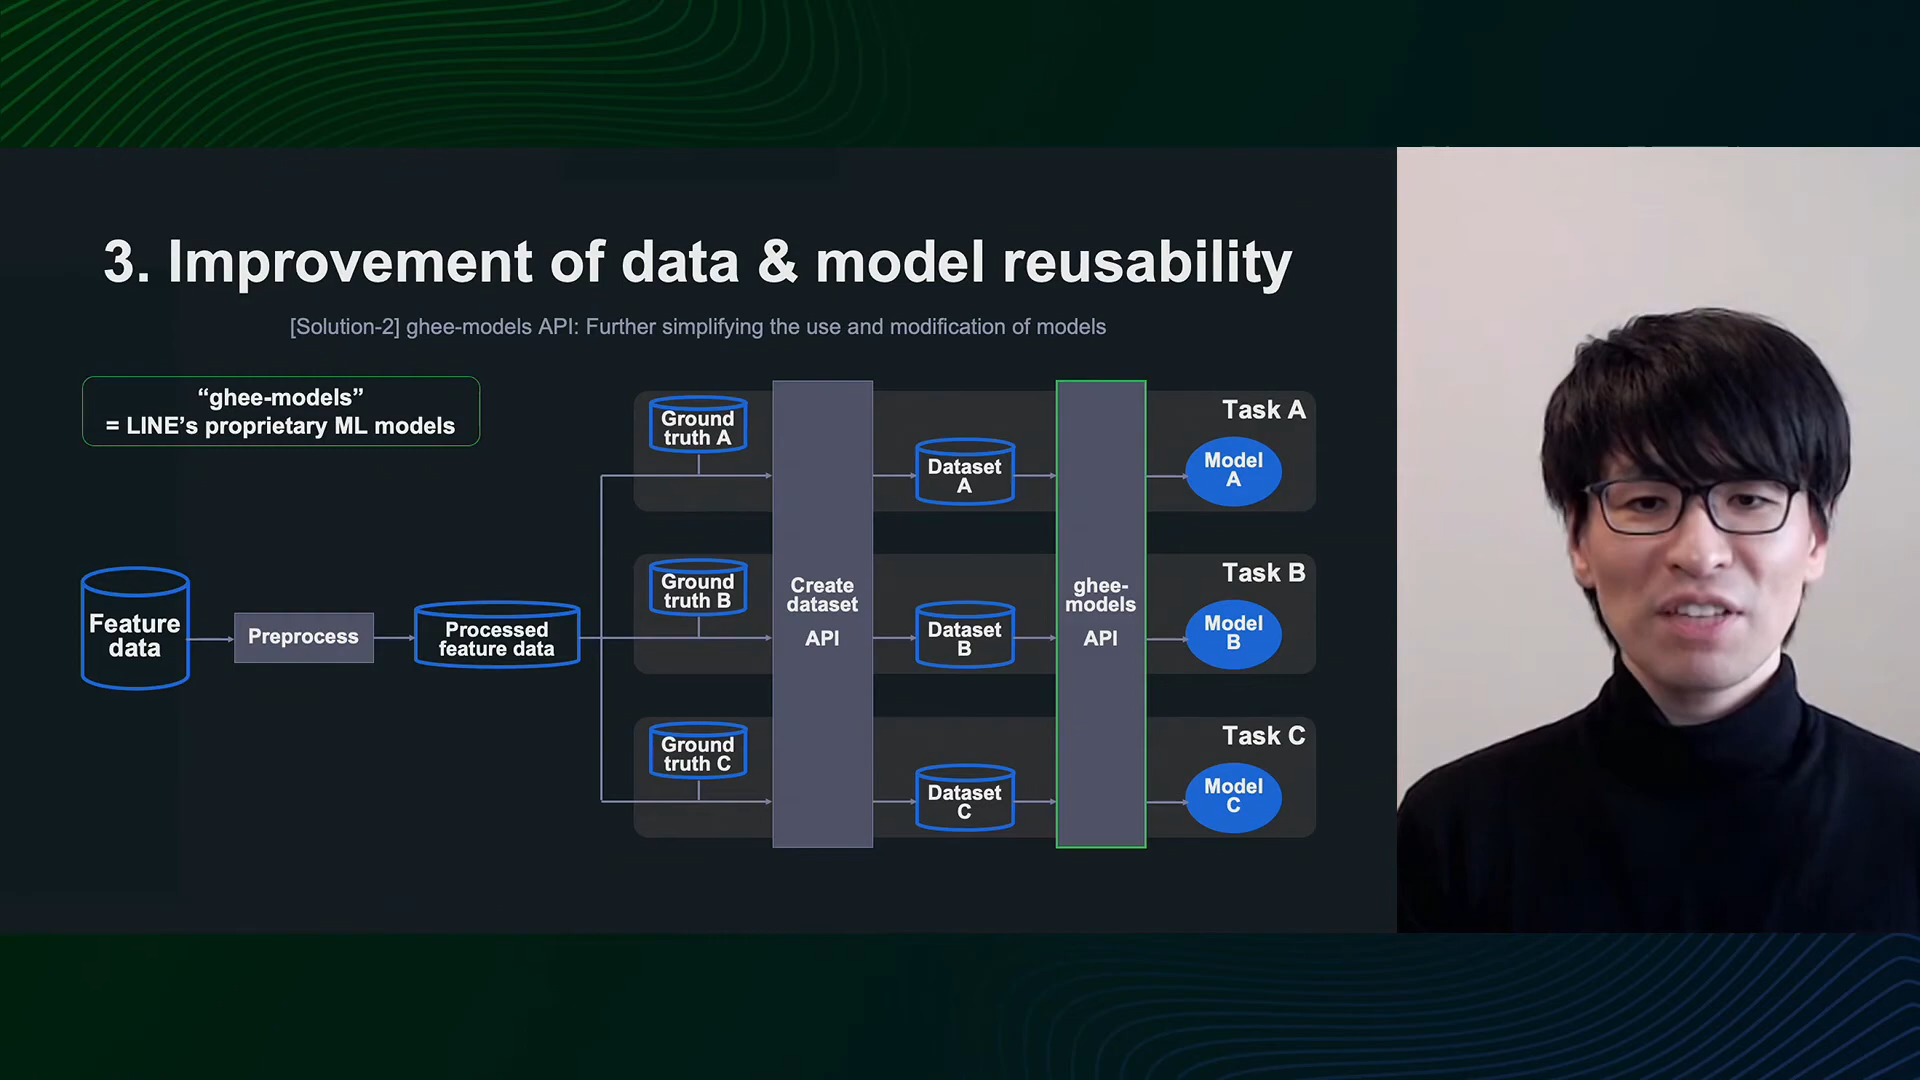 3. Improvement of data & model reusability
[Solution-2] ghee-models API: Further simplifying the use and modification of models
“ghee-models”
= LINE’s proprietary ML models
Feature
data
Preprocess
Processed
feature data
Ground
truth A
Ground
truth B
Ground
truth C
Create
dataset
API
Dataset
A
Dataset
B
Dataset
C
ghee-
models
API
Task A
Model
A
Task B
Model
B
Task C
Model
C